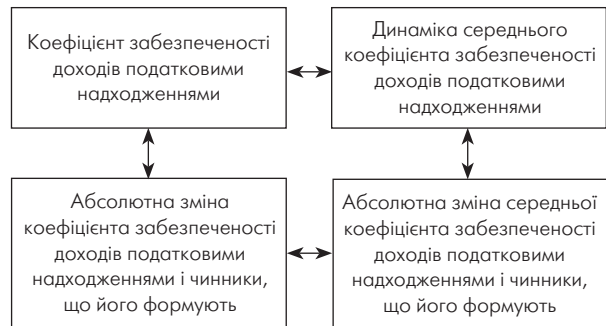 Коефіцієнт забезпеченості
доходів податковими
надходженнями
Динаміка середнього
коефіцієнта забезпеченості
доходів податковими
надходженнями
Абсолютна зміна
коефіцієнта забезпеченості
доходів податковими
надходженнями і чинники,
що його формують
Абсолютна зміна середньої
коефіцієнта забезпеченості
доходів податковими
надходженнями і чинники,
що його формують